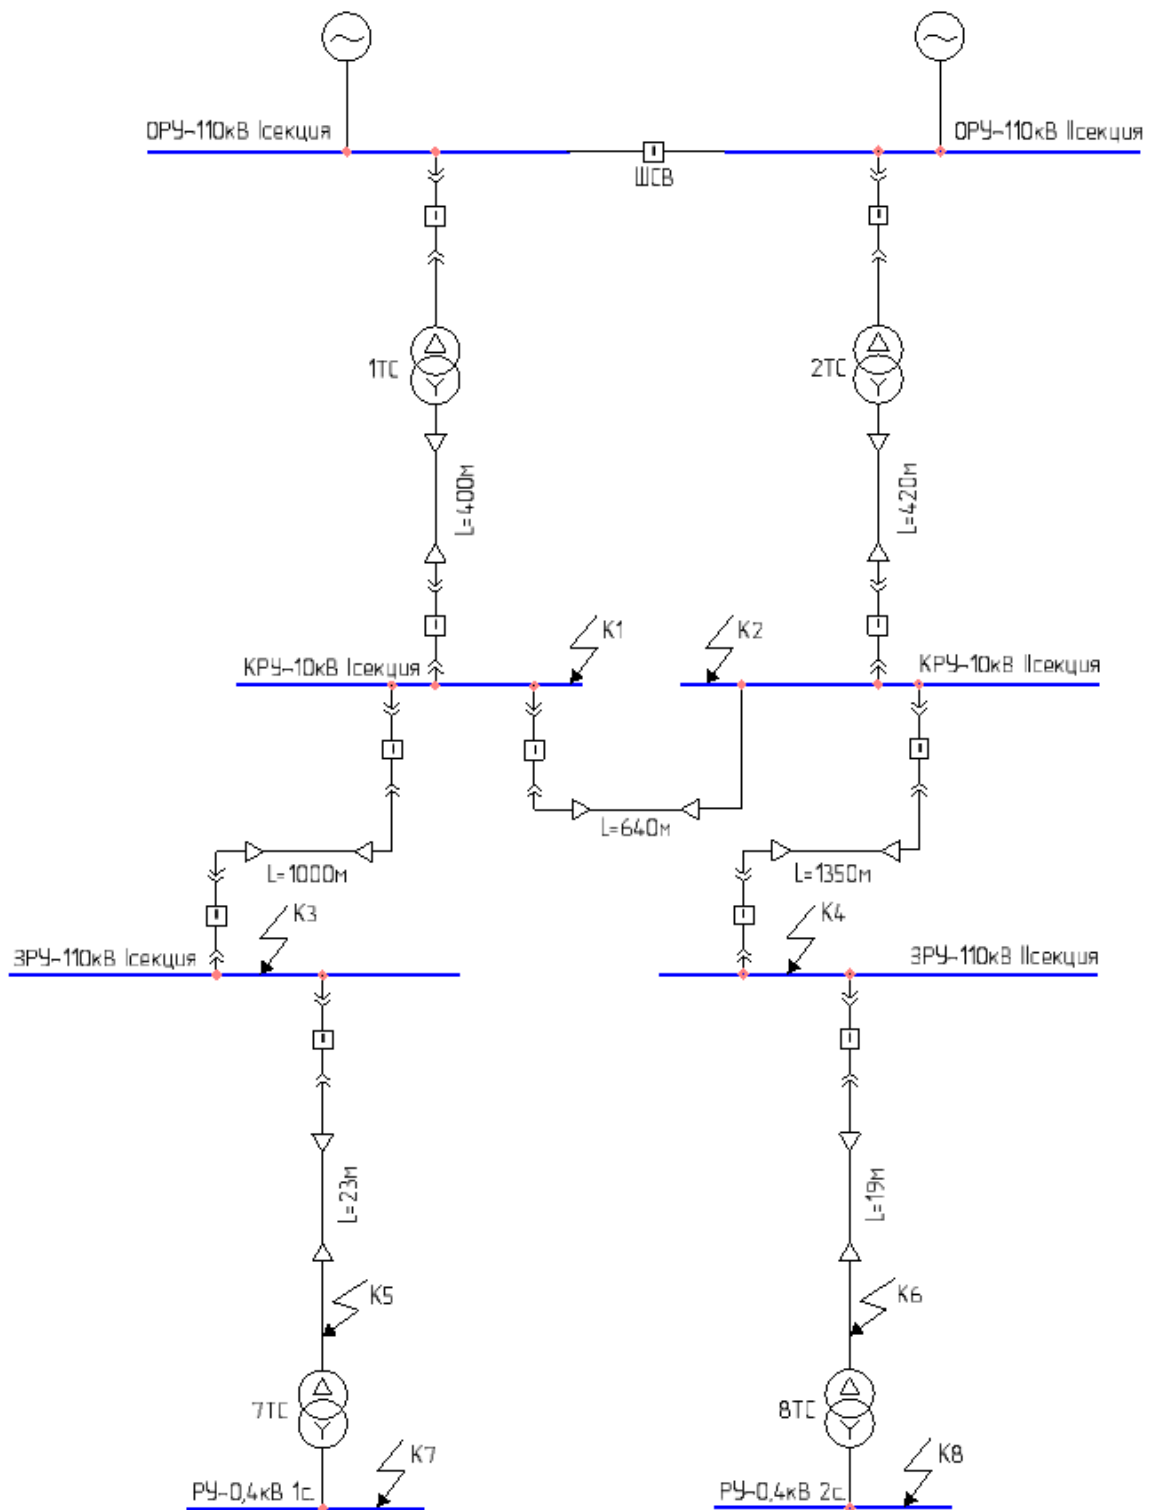 ОРУ-110кВ Iсекция
ОРУ-110кВ IIсекция
ШСВ
1ТС
2ТС
L=400м
L=420м
К1
К2
КРУ-10кВ Iсекция
КРУ-10кВ IIсекция
L=640м
L=1000м
L=1350м
К3
К4
ЗРУ-110кВ Iсекция
ЗРУ-110кВ IIсекция
L=23м
L=19м
К5
К6
7ТС
8ТС
К7
К8
РУ-0,4кВ 1с.
РУ-0,4кВ 2с.